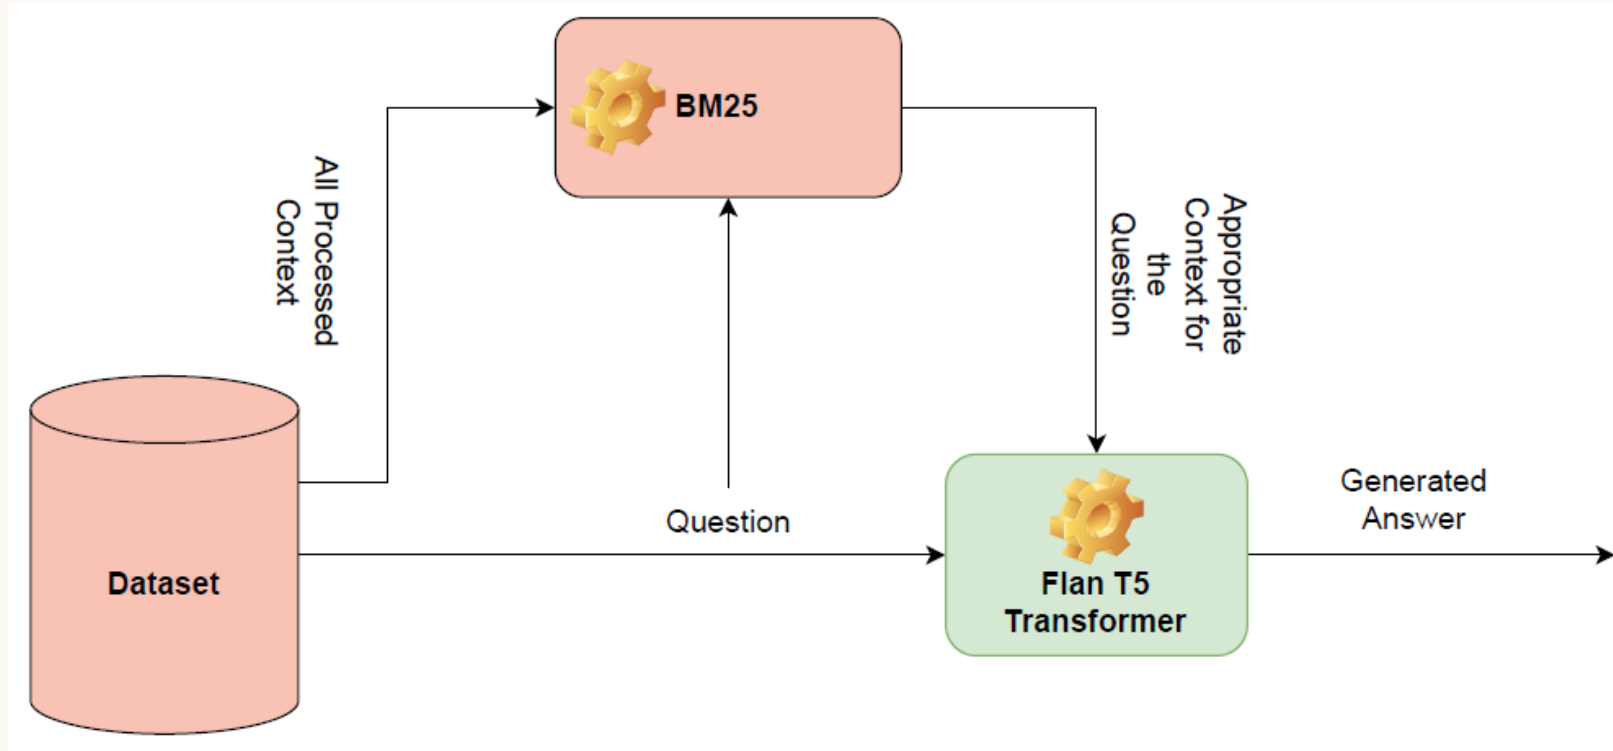 BM25
All Processed
Context
Appropriate
Context for
the
Question
Question
Generated
Answer
Dataset
Flan T5
Transformer